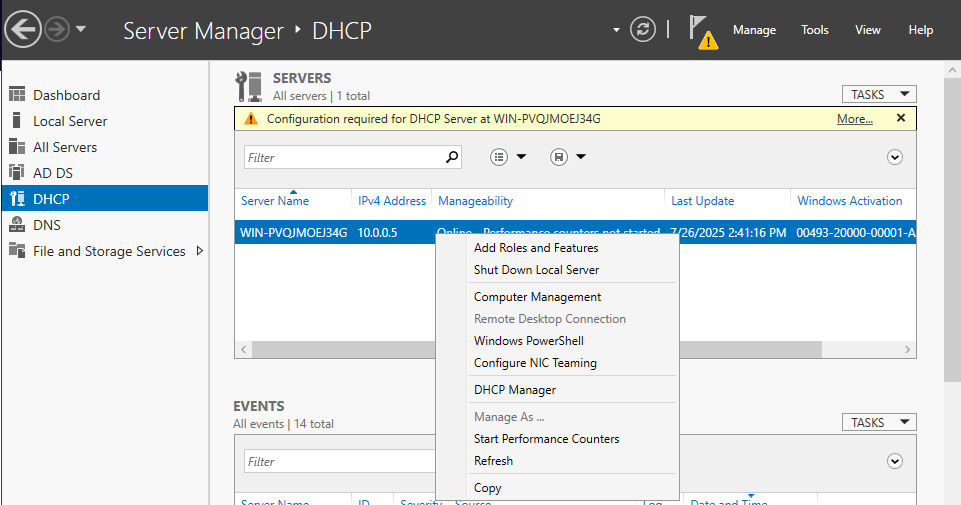 Server Manager ‣ DHCP
Manage Tools View Help
Dashboard
Local Server
All Servers
AD DS
DHCP
DNS
File and Storage Services
SERVERS
All servers | 1 total
TASKS
Configuration required for DHCP Server at WIN-PVQJMOEJ34G More...
Filter
Server Name IPv4 Address Manageability Last Update Windows Activation
WIN-PVQJMOEJ34G 10.0.0.5 Online - Performance counters not started 7/26/2025 2:41:16 PM 00493-20000-00001-A
Add Roles and Features
Shut Down Local Server
Computer Management
Remote Desktop Connection
Windows PowerShell
Configure NIC Teaming
DHCP Manager
Manage As ...
Start Performance Counters
Refresh
Copy
EVENTS
All events | 14 total
TASKS
Filter
Server Name ID Severity Source Log Date and Time